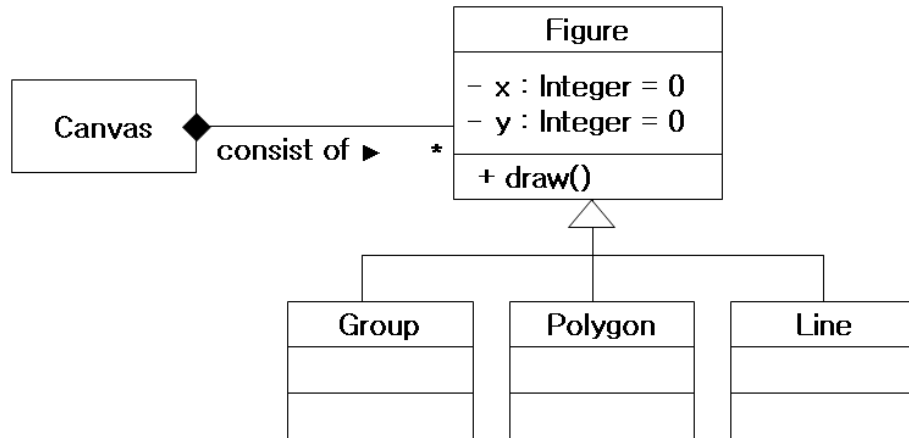 Figure
- x : Integer = 0
- y : Integer = 0
+ draw()
Canvas
consist of ▶ *
Group
Polygon
Line